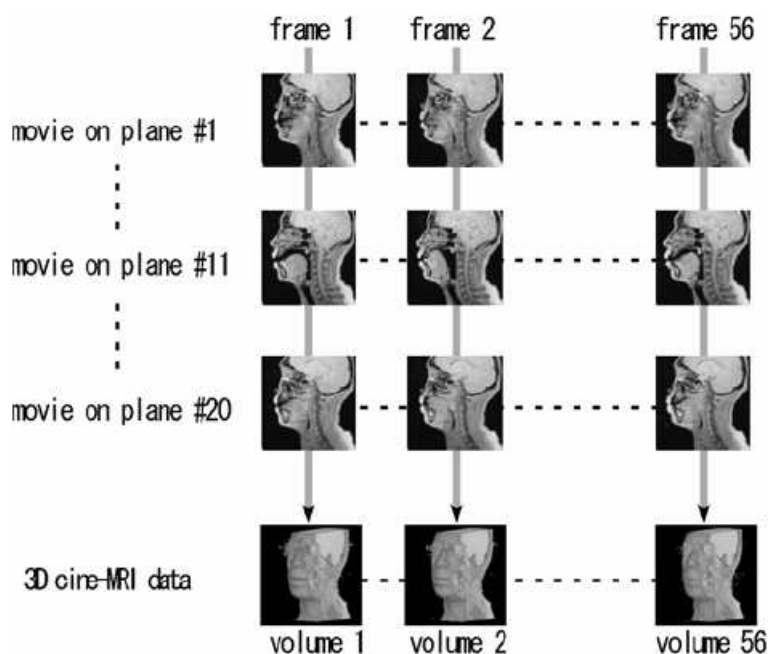 frame 1 frame 2 frame 56
movie on plane #1
movie on plane #11
movie on plane #20
3D cine-MRI data
volume 1 volume 2 volume 56